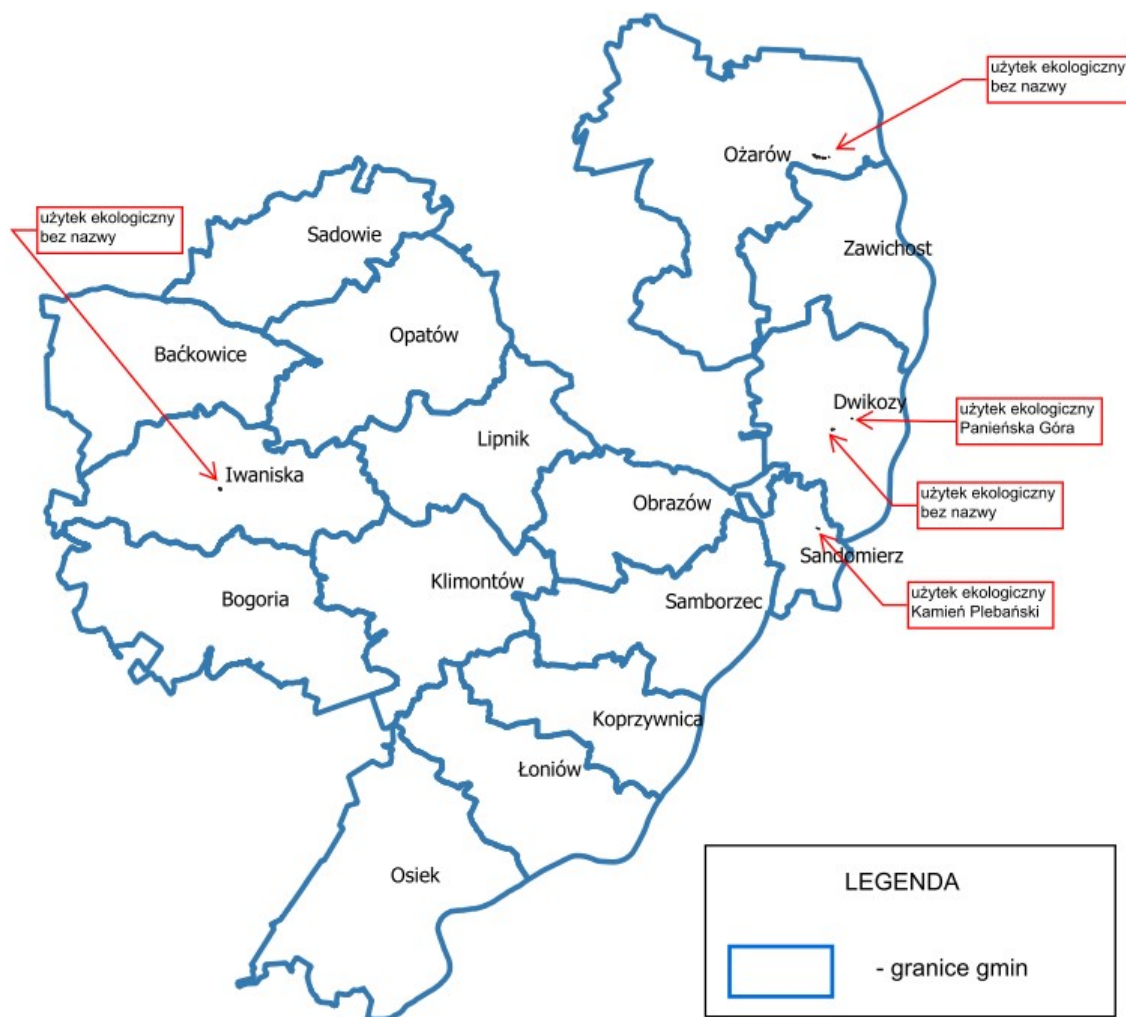 użytek ekologiczny
bez nazwy
Ożarów
użytek ekologiczny
bez nazwy
Sadowie
Zawichost
Opatów
Baćkowice
Dwikozy
użytek ekologiczny
Panieńska Góra
Lipnik
Iwaniska
Obrazów
użytek ekologiczny
bez nazwy
Sandomierz
Klimontów
Bogoria
Samborzec
użytek ekologiczny
Kamień Plebański
Koprzywnica
Łoniów
Osiek
LEGENDA
- granice gmin